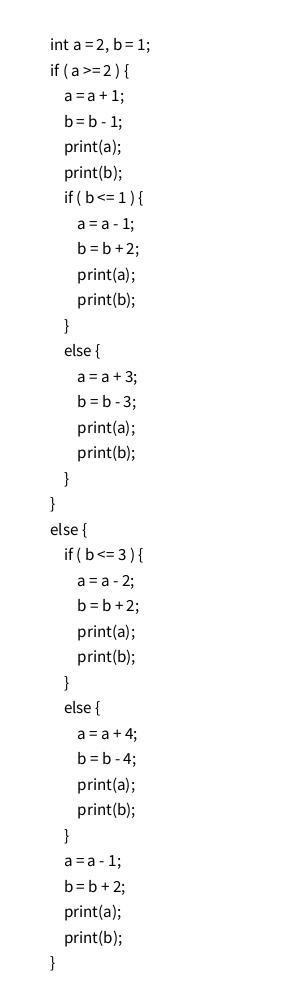 int a = 2, b = 1;
if ( a >= 2 ) {
    a = a + 1;
    b = b - 1;
    print(a);
    print(b);
    if ( b <= 1 ) {
        a = a - 1;
        b = b + 2;
        print(a);
        print(b);
    }
    else {
        a = a + 3;
        b = b - 3;
        print(a);
        print(b);
    }
}
else {
    if ( b <= 3 ) {
        a = a - 2;
        b = b + 2;
        print(a);
        print(b);
    }
    else {
        a = a + 4;
        b = b - 4;
        print(a);
        print(b);
    }
    a = a - 1;
    b = b + 2;
    print(a);
    print(b);
}